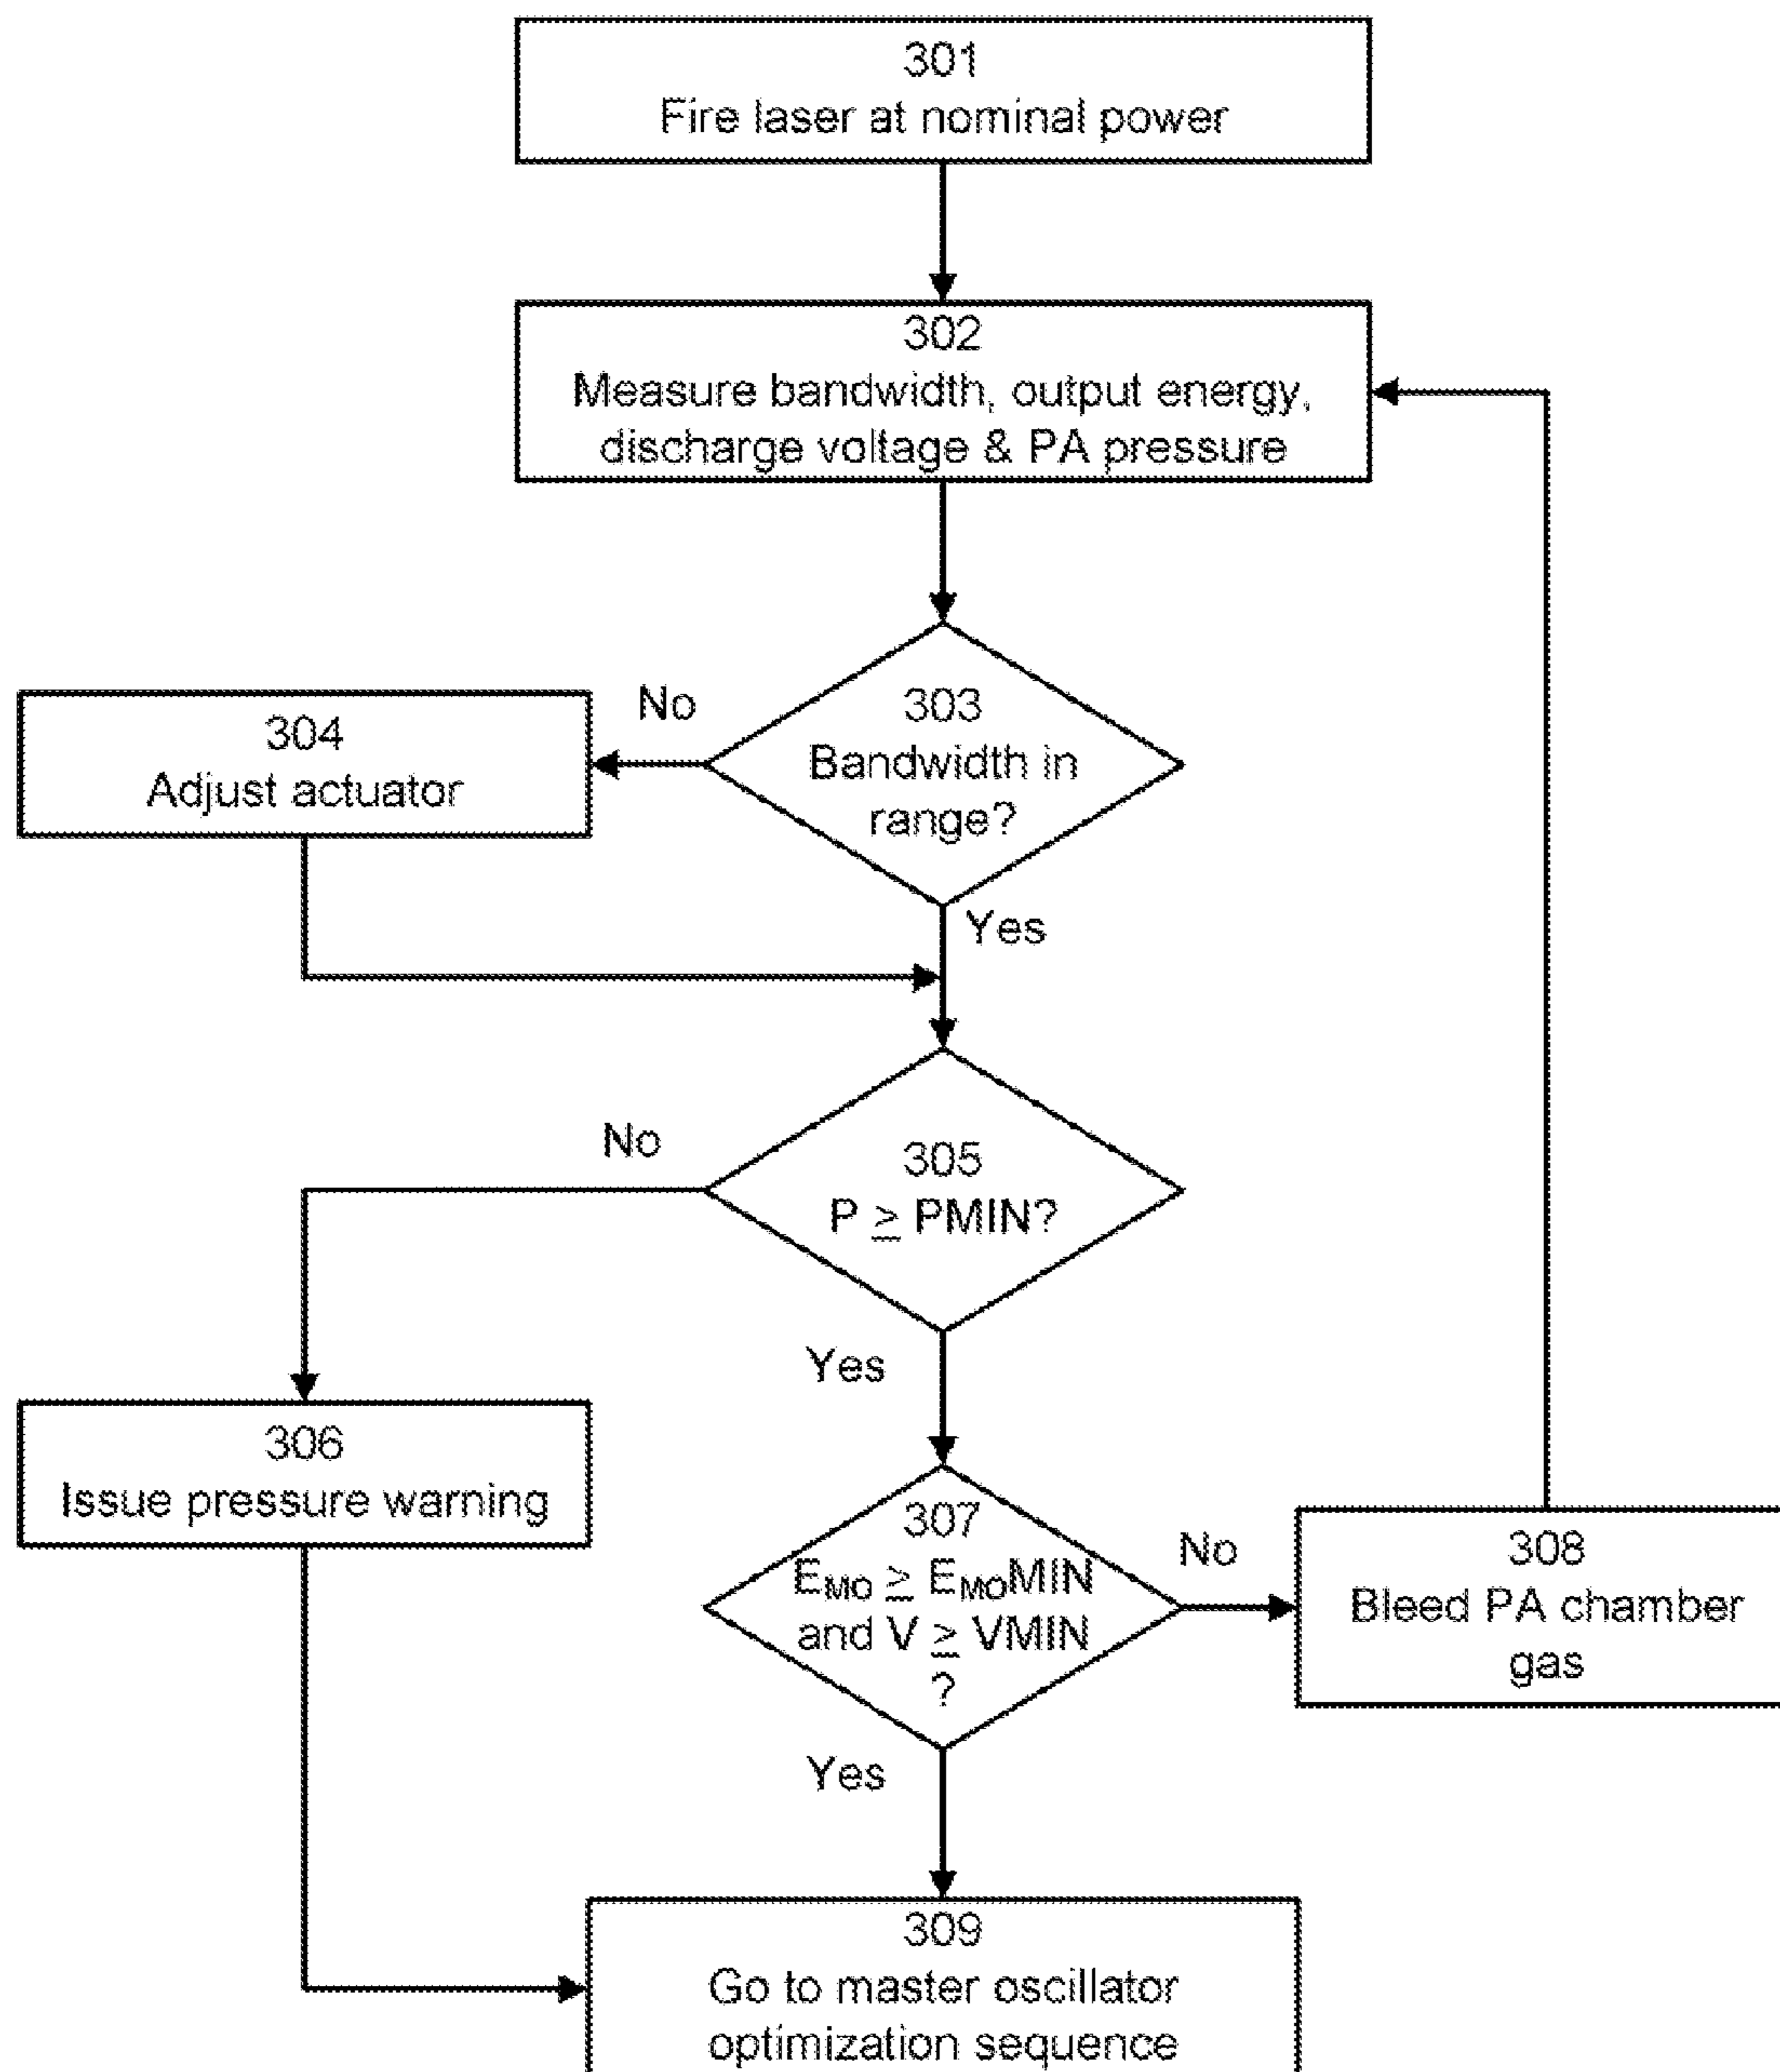 301
Fire laser at nominal power
302
Measure bandwidth, output energy,
discharge voltage & PA pressure
303
Bandwidth in
range?
No
304
Adjust actuator
Yes
305
P ≥ PMIN?
No
306
Issue pressure warning
Yes
307
E_MO ≥ E_MOMIN
and V ≥ VMIN
?
No
308
Bleed PA chamber
gas
Yes
309
Go to master oscillator
optimization sequence